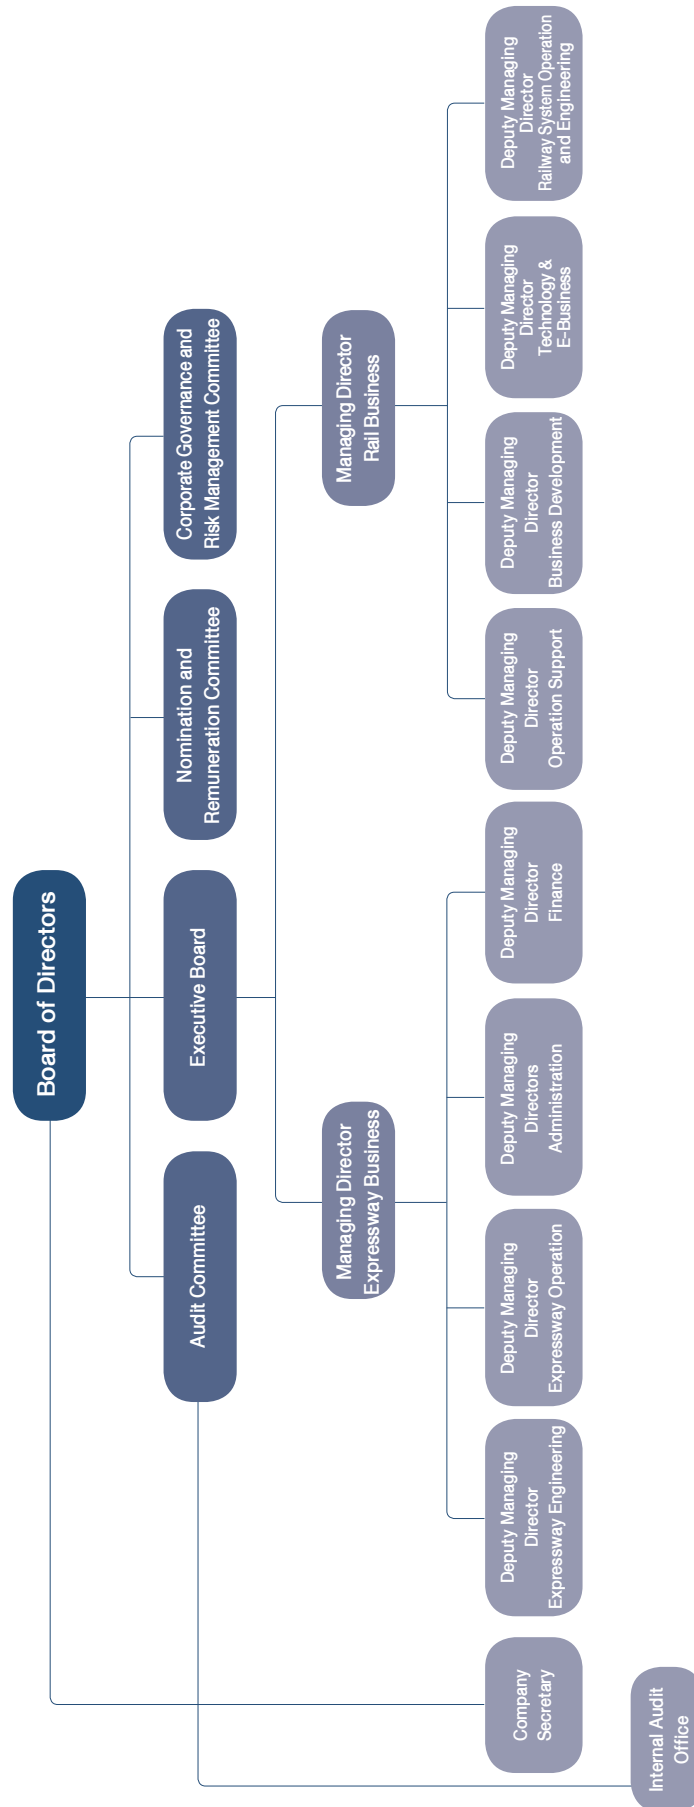 Board of Directors
Audit Committee
Executive Board
Nomination and
Remuneration Committee
Corporate Governance and
Risk Management Committee
Managing Director
Expressway Business
Managing Director
Rail Business
Company
Secretary
Deputy Managing
Director
Expressway Engineering
Deputy Managing
Director
Expressway Operation
Deputy Managing
Directors
Administration
Deputy Managing
Director
Finance
Deputy Managing
Director
Operation Support
Deputy Managing
Director
Business Development
Deputy Managing
Director
Technology &
E-Business
Deputy Managing
Director
Railway System Operation
and Engineering
Internal Audit
Office